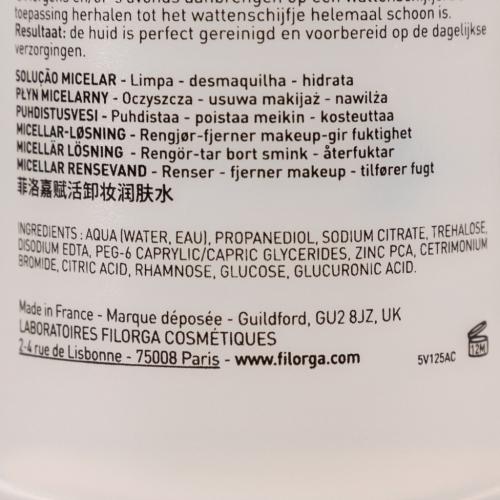 toepassing herhalen tot het wattenschijfje helemaal schoon is.
Resultaat: de huid is perfect gereinigd en voorbereid op de dagelijkse
verzorgingen.
SOLUÇÃO MICELAR - Limpa - desmaquilha - hidrata
PŁYN MICELARNY - Oczyszcza - usuwa makijaż - nawilża
PUHDISTUSVESI - Puhdistaa - poistaa meikin - kosteuttaa
MICELLAR-LØSNING - Rengjør-fjerner makeup-gir fuktighet
MICELLÄR LÖSNING - Rengör-tar bort smink - återfuktar
MICELLAR RENSEVAND - Renser - fjerner makeup - tilfører fugt
菲洛嘉赋活卸妆润肤水
INGREDIENTS : AQUA (WATER, EAU), PROPANEDIOL, SODIUM CITRATE, TREHALOSE,
DISODIUM EDTA, PEG-6 CAPRYLIC/CAPRIC GLYCERIDES, ZINC PCA, CETRIMONIUM
BROMIDE, CITRIC ACID, RHAMNOSE, GLUCOSE, GLUCURONIC ACID.
Made in France - Marque déposée - Guildford, GU2 8JZ, UK
LABORATOIRES FILORGA COSMÉTIQUES
2-4 rue de Lisbonne - 75008 Paris - www.filorga.com
5V125AC
12M